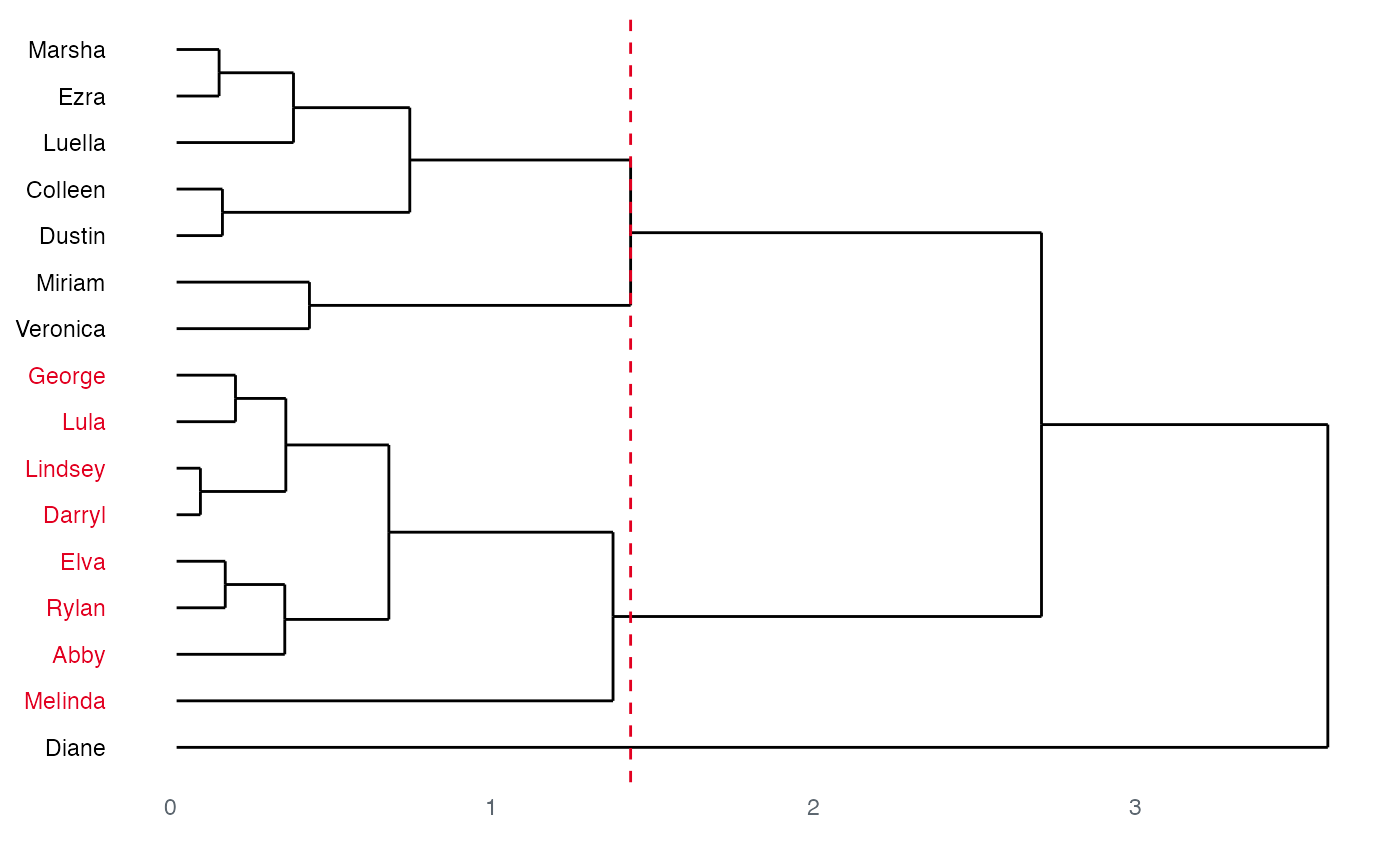 Marsha
Ezra
Luella
Colleen
Dustin
Miriam
Veronica
George
Lula
Lindsey
Darryl
Elva
Rylan
Abby
Melinda
Diane
0 1 2 3